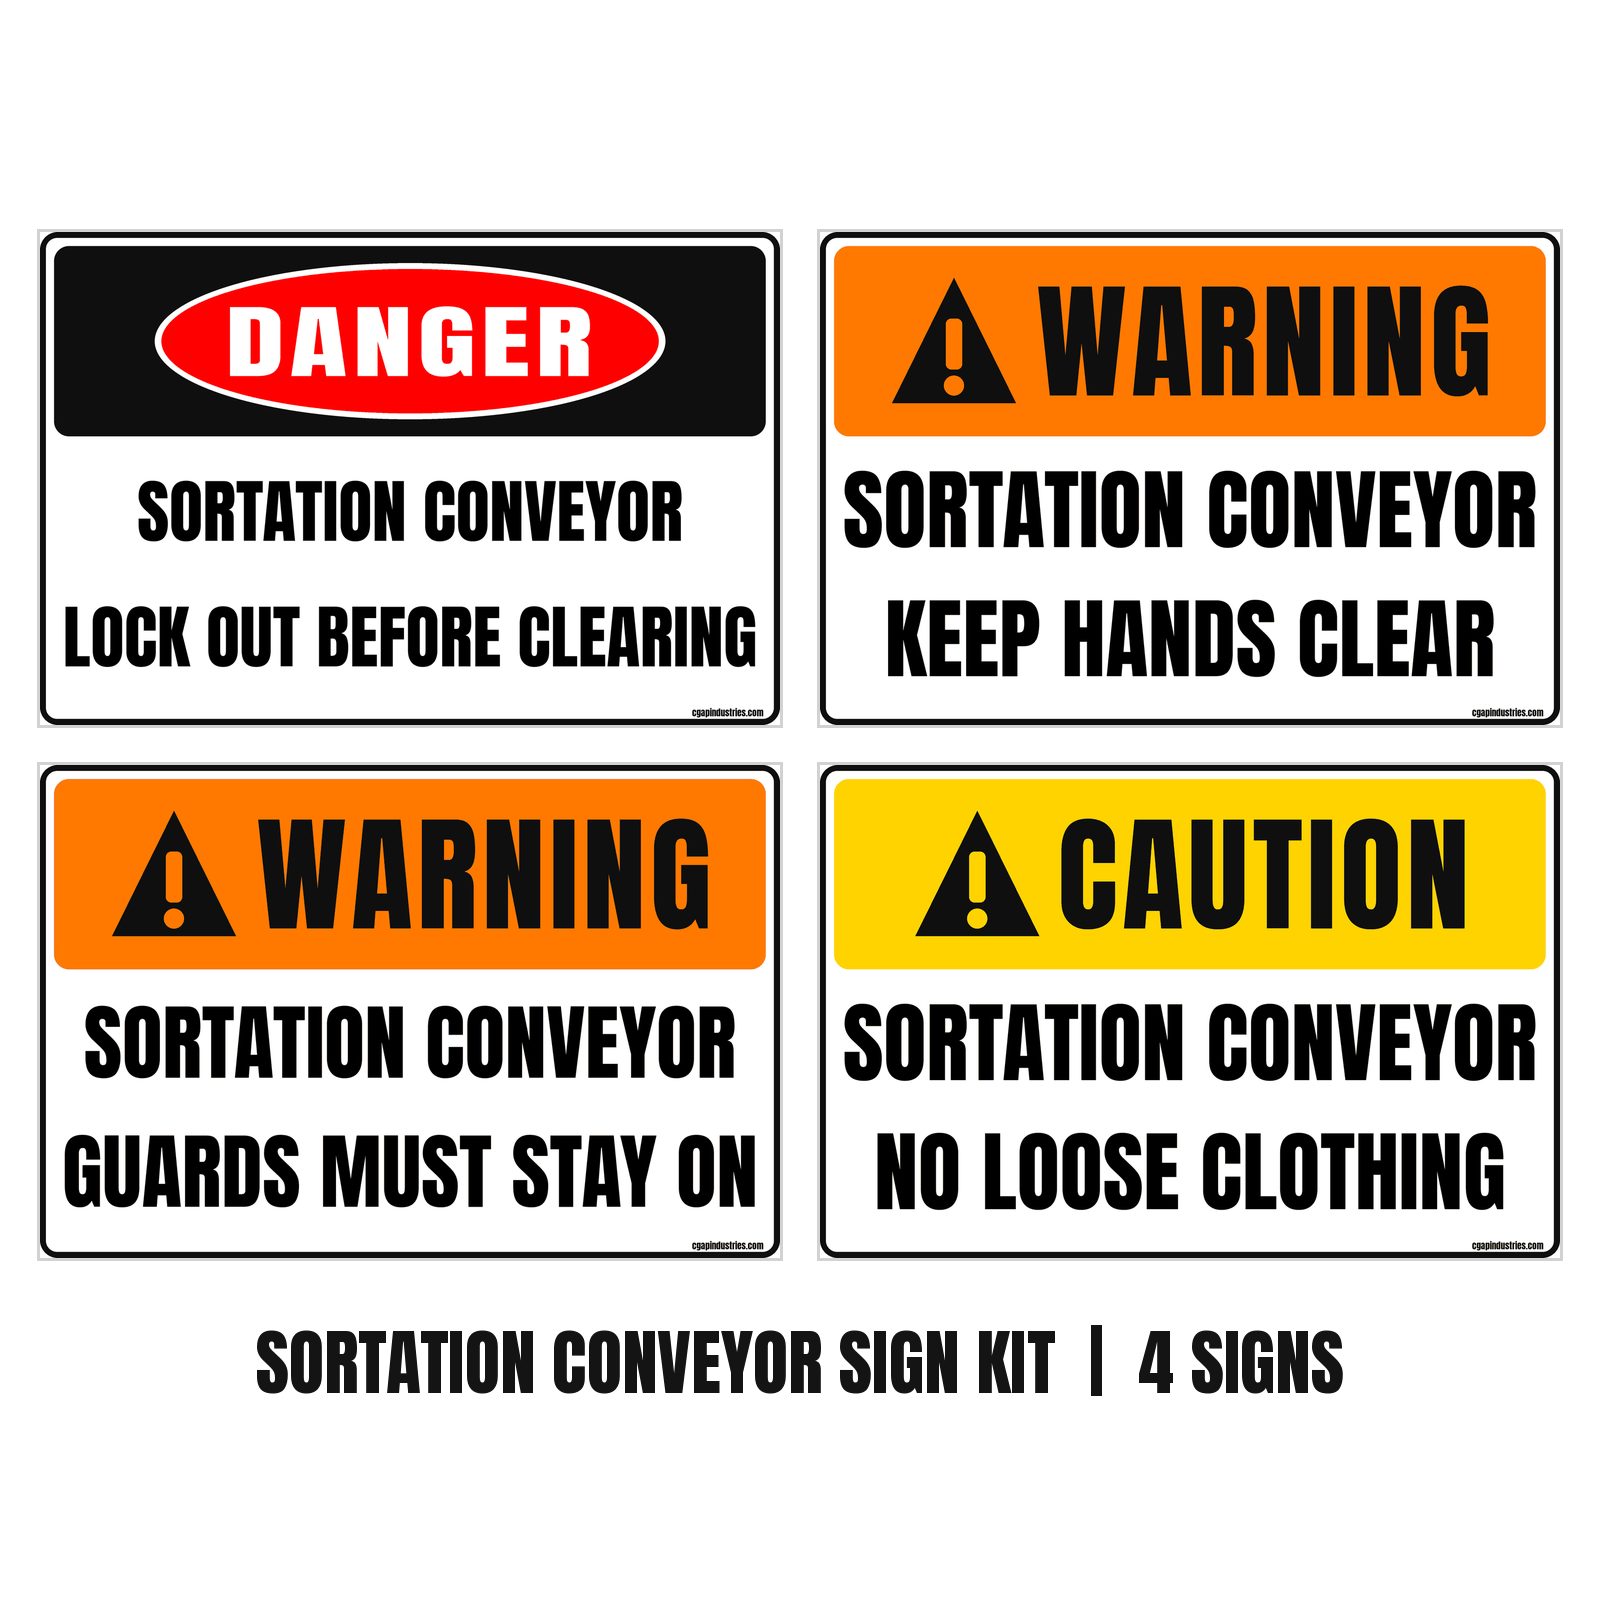 DANGER
SORTATION CONVEYOR
LOCK OUT BEFORE CLEARING
cgapindustries.com
WARNING
SORTATION CONVEYOR
KEEP HANDS CLEAR
cgapindustries.com
WARNING
SORTATION CONVEYOR
GUARDS MUST STAY ON
cgapindustries.com
CAUTION
SORTATION CONVEYOR
NO LOOSE CLOTHING
cgapindustries.com
SORTATION CONVEYOR SIGN KIT | 4 SIGNS